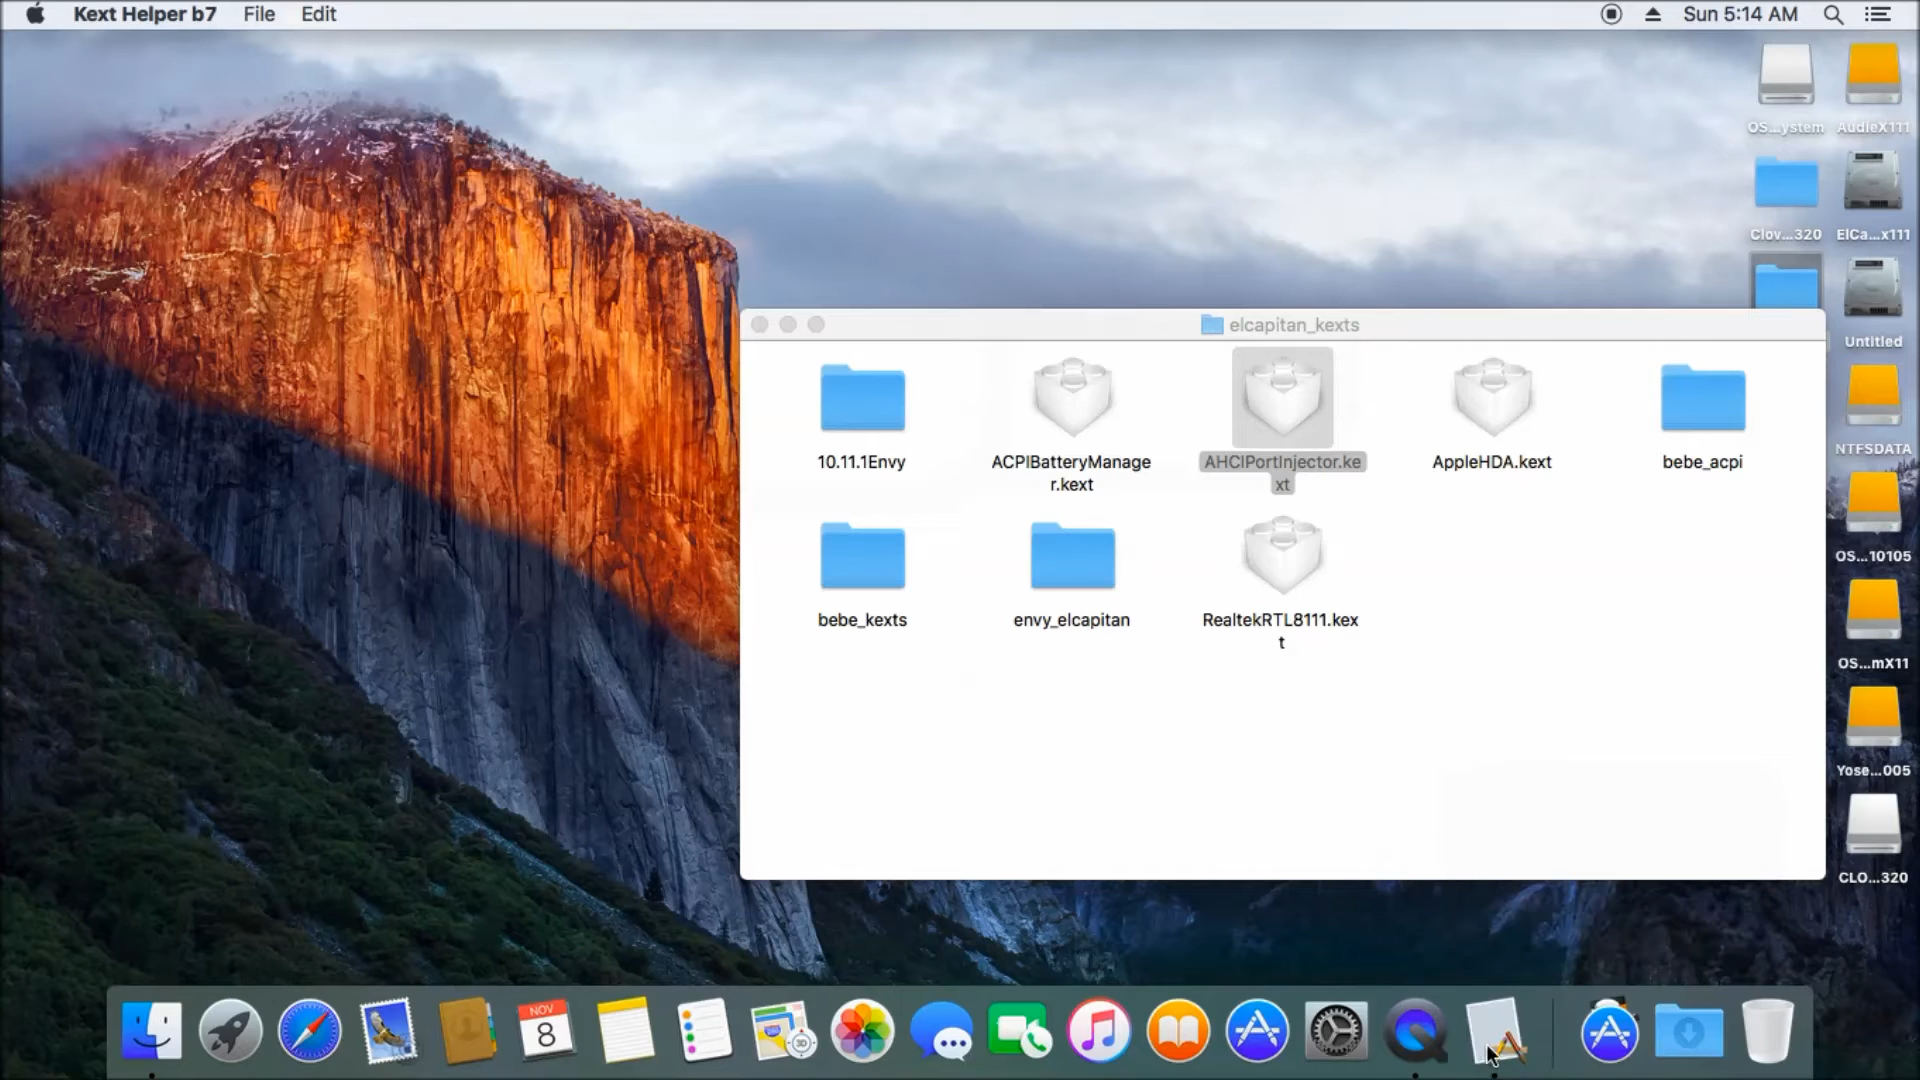 Kext Helper b7 File Edit Sun 5:14 AM
OS...ystem AudieX111
Clov...320 ElCa...x111
elcapitan_kexts
Untitled
10.11.1Envy ACPIBatteryManage AHCIPortInjector.ke AppleHDA.kext bebe_acpi
r.kext xt
NTFSDATA
OS...10105
bebe_kexts envy_elcapitan RealtekRTL8111.kex
t
OS...mX11
Yose...005
CLO...320
NOV
8
3D